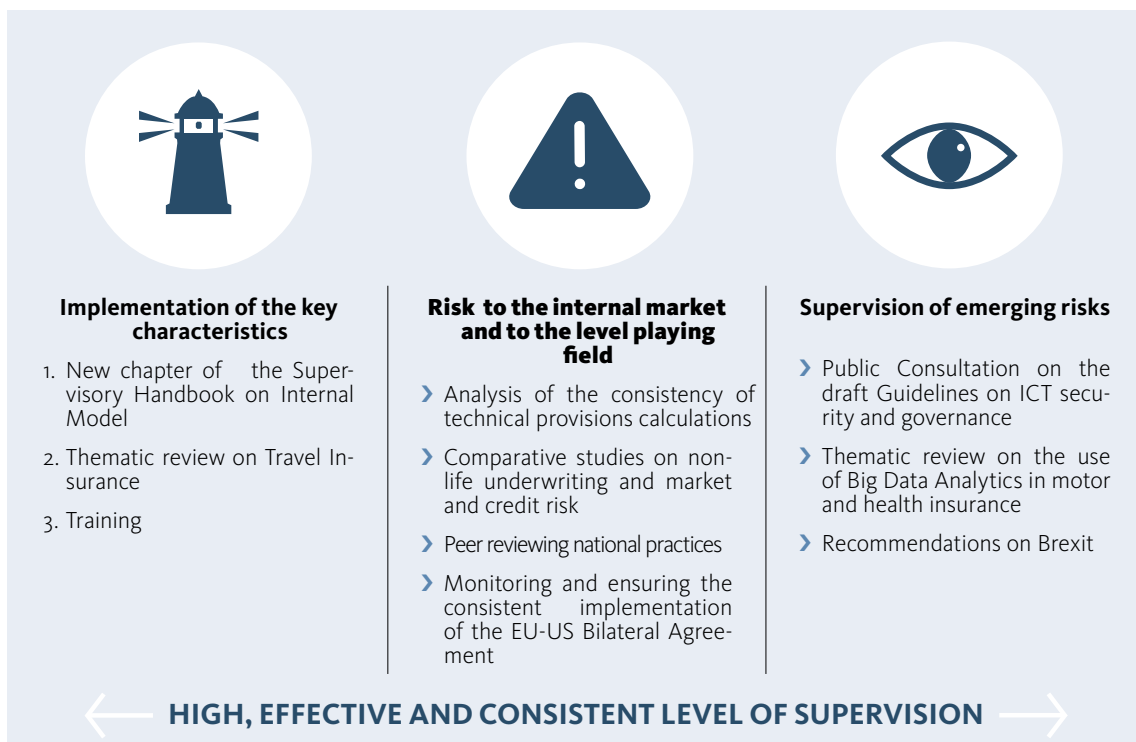 Implementation of the key
characteristics
1. New chapter of the Super-
visory Handbook on Internal
Model
2. Thematic review on Travel In-
surance
3. Training
Risk to the internal market
and to the level playing
field
❯ Analysis of the consistency of
technical provisions calculations
❯ Comparative studies on non-
life underwriting and market
and credit risk
❯ Peer reviewing national practices
❯ Monitoring and ensuring the
consistent implementation
of the EU-US Bilateral Agree-
ment
Supervision of emerging risks
❯ Public Consultation on the
draft Guidelines on ICT secu-
rity and governance
❯ Thematic review on the use
of Big Data Analytics in motor
and health insurance
❯ Recommendations on Brexit
HIGH, EFFECTIVE AND CONSISTENT LEVEL OF SUPERVISION